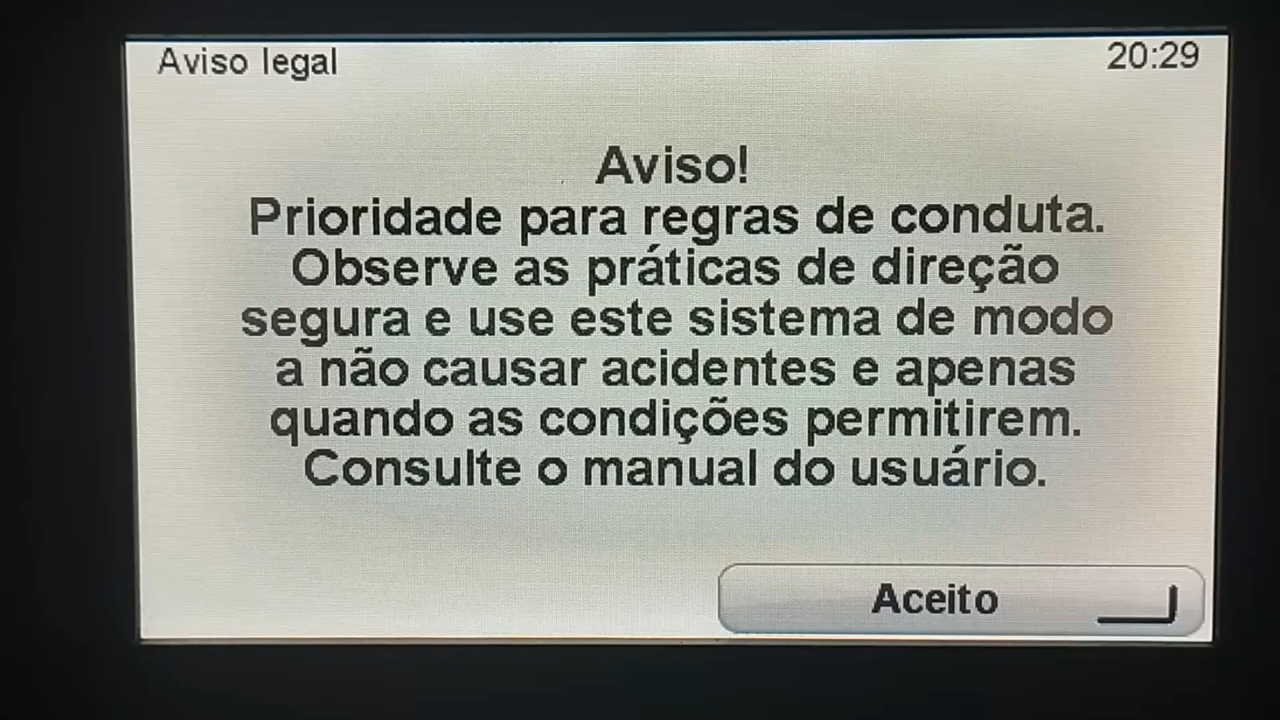 Aviso legal
20:29
Aviso!
Prioridade para regras de conduta.
Observe as práticas de direção
segura e use este sistema de modo
a não causar acidentes e apenas
quando as condições permitirem.
Consulte o manual do usuário.
Aceito